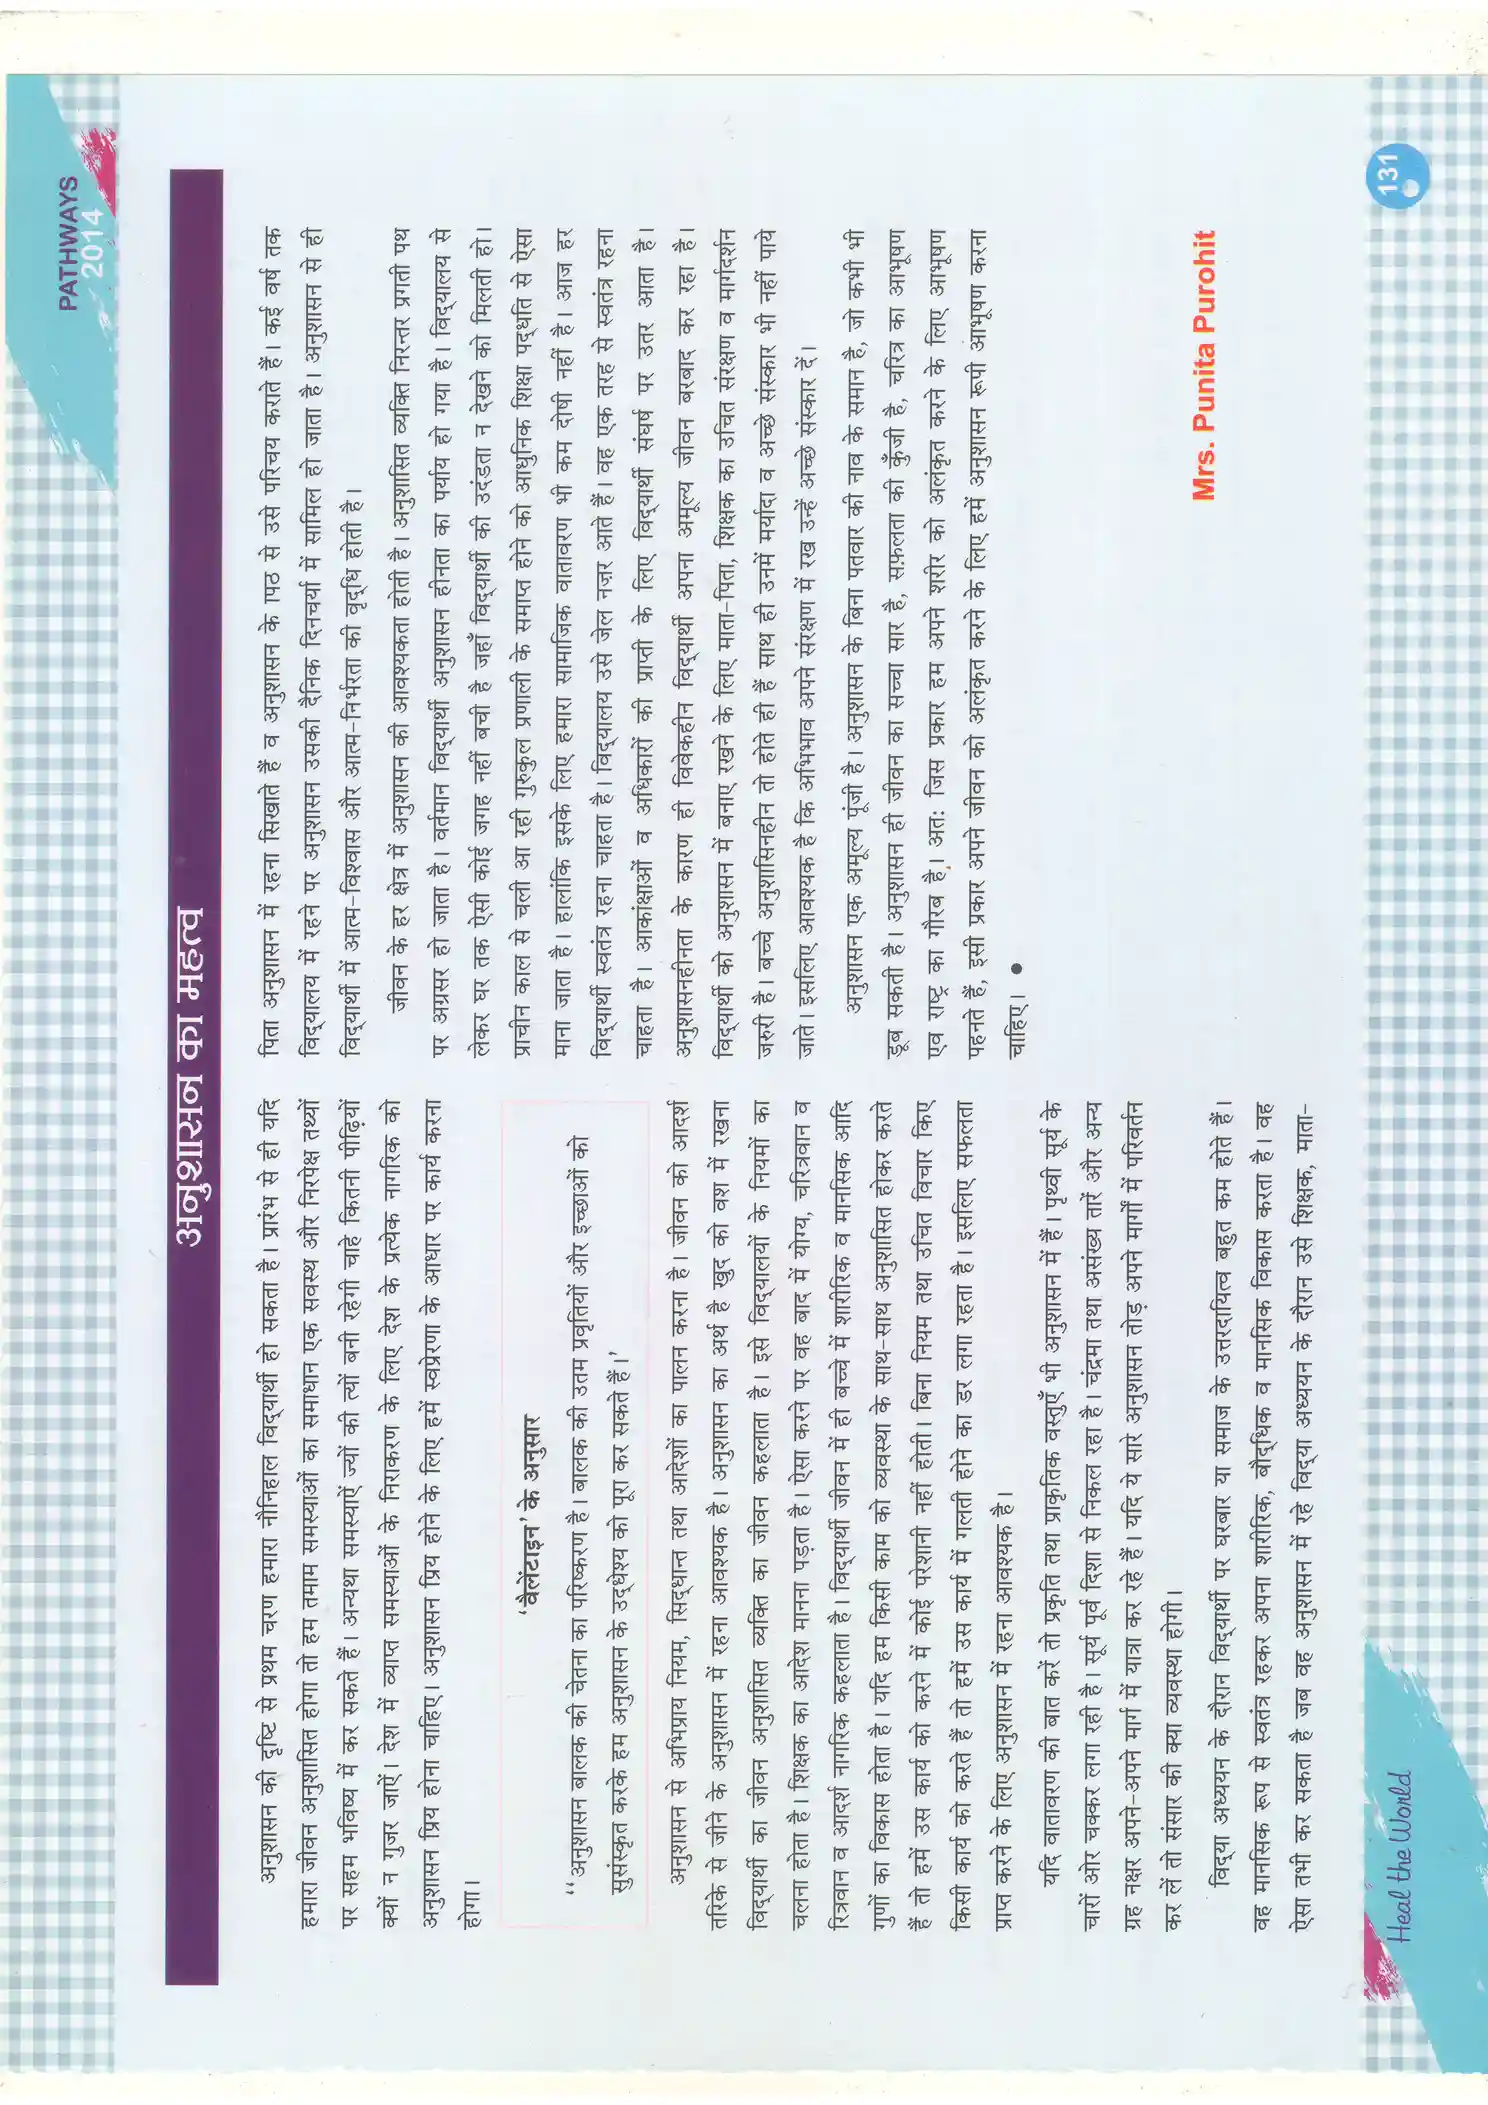 PATHWAYS
2014
अनुशासन का महत्त्व
अनुशासन की दृष्टि से प्रथम चरण हमारा नौनिहाल विद्यार्थी हो सकता है। प्रारंभ से ही यदि
हमारा जीवन अनुशासित होगा तो हम तमाम समस्याओं का समाधान एक सवस्थ और निरपेक्ष तथ्यों
पर सहम भविष्य में कर सकते हैं। अन्यथा समस्याएँ ज्यों की त्यों बनी रहेगी चाहे कितनी पीढ़ियों
क्यों न गुजर जाऐं। देश में व्याप्त समस्याओं के निराकरण के लिए देश के प्रत्येक नागरिक को
अनुशासन प्रिय होना चाहिए। अनुशासन प्रिय होने के लिए हमें स्वप्रेरणा के आधार पर कार्य करना
होगा।
‘वैलेंटाइन’ के अनुसार
“अनुशासन बालक की चेतना का परिष्करण है। बालक की उतम प्रवृतियों और इच्छाओं को
सुसंस्कृत करके हम अनुशासन के उद्धेश्य को पूरा कर सकते हैं।’
अनुशासन से अभिप्राय नियम, सिद्धान्त तथा आदेशों का पालन करना है। जीवन को आदर्श
तरिके से जीने के अनुशासन में रहना आवश्यक है। अनुशासन का अर्थ है खुद को वश में रखना
विद्यार्थी का जीवन अनुशासित व्यक्ति का जीवन कहलाता है। इसे विद्यालयों के नियमों का
चलना होता है। शिक्षक का आदेश मानना पड़ता है। ऐसा करने पर वह बाद में योग्य, चरित्रवान व
रित्रवान व आदर्श नागरिक कहलाता है। विद्यार्थी जीवन में ही बच्चे में शारीरिक व मानसिक आदि
गुणों का विकास होता है। यदि हम किसी काम को व्यवस्था के साथ-साथ अनुशासित होकर करते
हैं तो हमें उस कार्य को करने में कोई परेशानी नहीं होती। बिना नियम तथा उचित विचार किए
किसी कार्य को करते हैं तो हमें उस कार्य में गलती होने का डर लगा रहता है। इसलिए सफलता
प्राप्त करने के लिए अनुशासन में रहना आवश्यक है।
यदि वातावरण की बात करें तो प्रकृति तथा प्राकृतिक वस्तुएँ भी अनुशासन में हैं। पृथ्वी सूर्य के
चारों ओर चक्कर लगा रही है। सूर्य पूर्व दिशा से निकल रहा है। चंद्रमा तथा असंख्य तारें और अन्य
ग्रह नक्षर अपने-अपने मार्ग में यात्रा कर रहे हैं। यदि ये सारे अनुशासन तोड़ अपने मार्गों में परिवर्तन
कर लें तो संसार की क्या व्यवस्था होगी।
विद्या अध्ययन के दौरान विद्यार्थी पर घरबार या समाज के उत्तरदायित्व बहुत कम होते हैं।
वह मानसिक रूप से स्वतंत्र रहकर अपना शारीरिक, बौद्धिक व मानसिक विकास करता है। वह
ऐसा तभी कर सकता है जब वह अनुशासन में रहे विद्या अध्ययन के दौरान उसे शिक्षक, माता-
पिता अनुशासन में रहना सिखाते हैं व अनुशासन के पाठ से उसे परिचय कराते हैं। कई वर्ष तक
विद्यालय में रहने पर अनुशासन उसकी दैनिक दिनचर्या में सामिल हो जाता है। अनुशासन से ही
विद्यार्थी में आत्म-विश्वास और आत्म-निर्भरता की वृद्धि होती है।
जीवन के हर क्षेत्र में अनुशासन की आवश्यकता होती है। अनुशासित व्यक्ति निरन्तर प्रगती पथ
पर अग्रसर हो जाता है। वर्तमान विद्यार्थी अनुशासन हीनता का पर्याय हो गया है। विद्यालय से
लेकर घर तक ऐसी कोई जगह नहीं बची है जहाँ विद्यार्थी की उदंडता न देखने को मिलती हो।
प्राचीन काल से चली आ रही गुरुकुल प्रणाली के समाप्त होने को आधुनिक शिक्षा पद्धति से ऐसा
माना जाता है। हालांकि इसके लिए हमारा सामाजिक वातावरण भी कम दोषी नहीं है। आज हर
विद्यार्थी स्वतंत्र रहना चाहता है। विद्यालय उसे जेल नज़र आते हैं। वह एक तरह से स्वतंत्र रहना
चाहता है। आकांक्षाओं व अधिकारों की प्राप्ती के लिए विद्यार्थी संघर्ष पर उतर आता है।
अनुशासनहीनता के कारण ही विवेकहीन विद्यार्थी अपना अमूल्य जीवन बरबाद कर रहा है।
विद्यार्थी को अनुशासन में बनाए रखने के लिए माता-पिता, शिक्षक का उचित संरक्षण व मार्गदर्शन
जरुरी है। बच्चे अनुशासिनहीन तो होते ही हैं साथ ही उनमें मर्यादा व अच्छे संस्कार भी नहीं पाये
जाते। इसलिए आवश्यक है कि अभिभाव अपने संरक्षण में रख उन्हें अच्छे संस्कार दें।
अनुशासन एक अमूल्य पूंजी है। अनुशासन के बिना पतवार की नाव के समान है, जो कभी भी
डूब सकती है। अनुशासन ही जीवन का सच्चा सार है, सफ़लता की कुँजी है, चरित्र का आभूषण
एव राष्ट्र का गौरब है। अतः जिस प्रकार हम अपने शरीर को अलंकृत करने के लिए आभूषण
पहनते हैं, इसी प्रकार अपने जीवन को अलंकृत करने के लिए हमें अनुशासन रूपी आभूषण करना
चाहिए। ●
Mrs. Punita Purohit
Heal the World
131